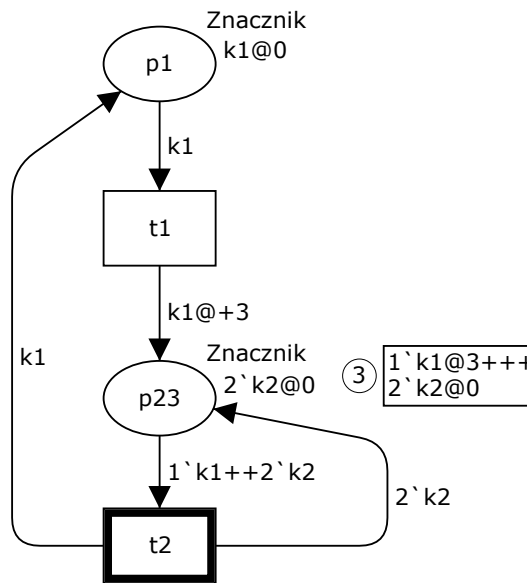 Znacznik
k1@0
p1
k1
t1
k1@+3
k1
Znacznik
2`k2@0
p23
3
1`k1@3+++
2`k2@0
1`k1++2`k2
2`k2
t2